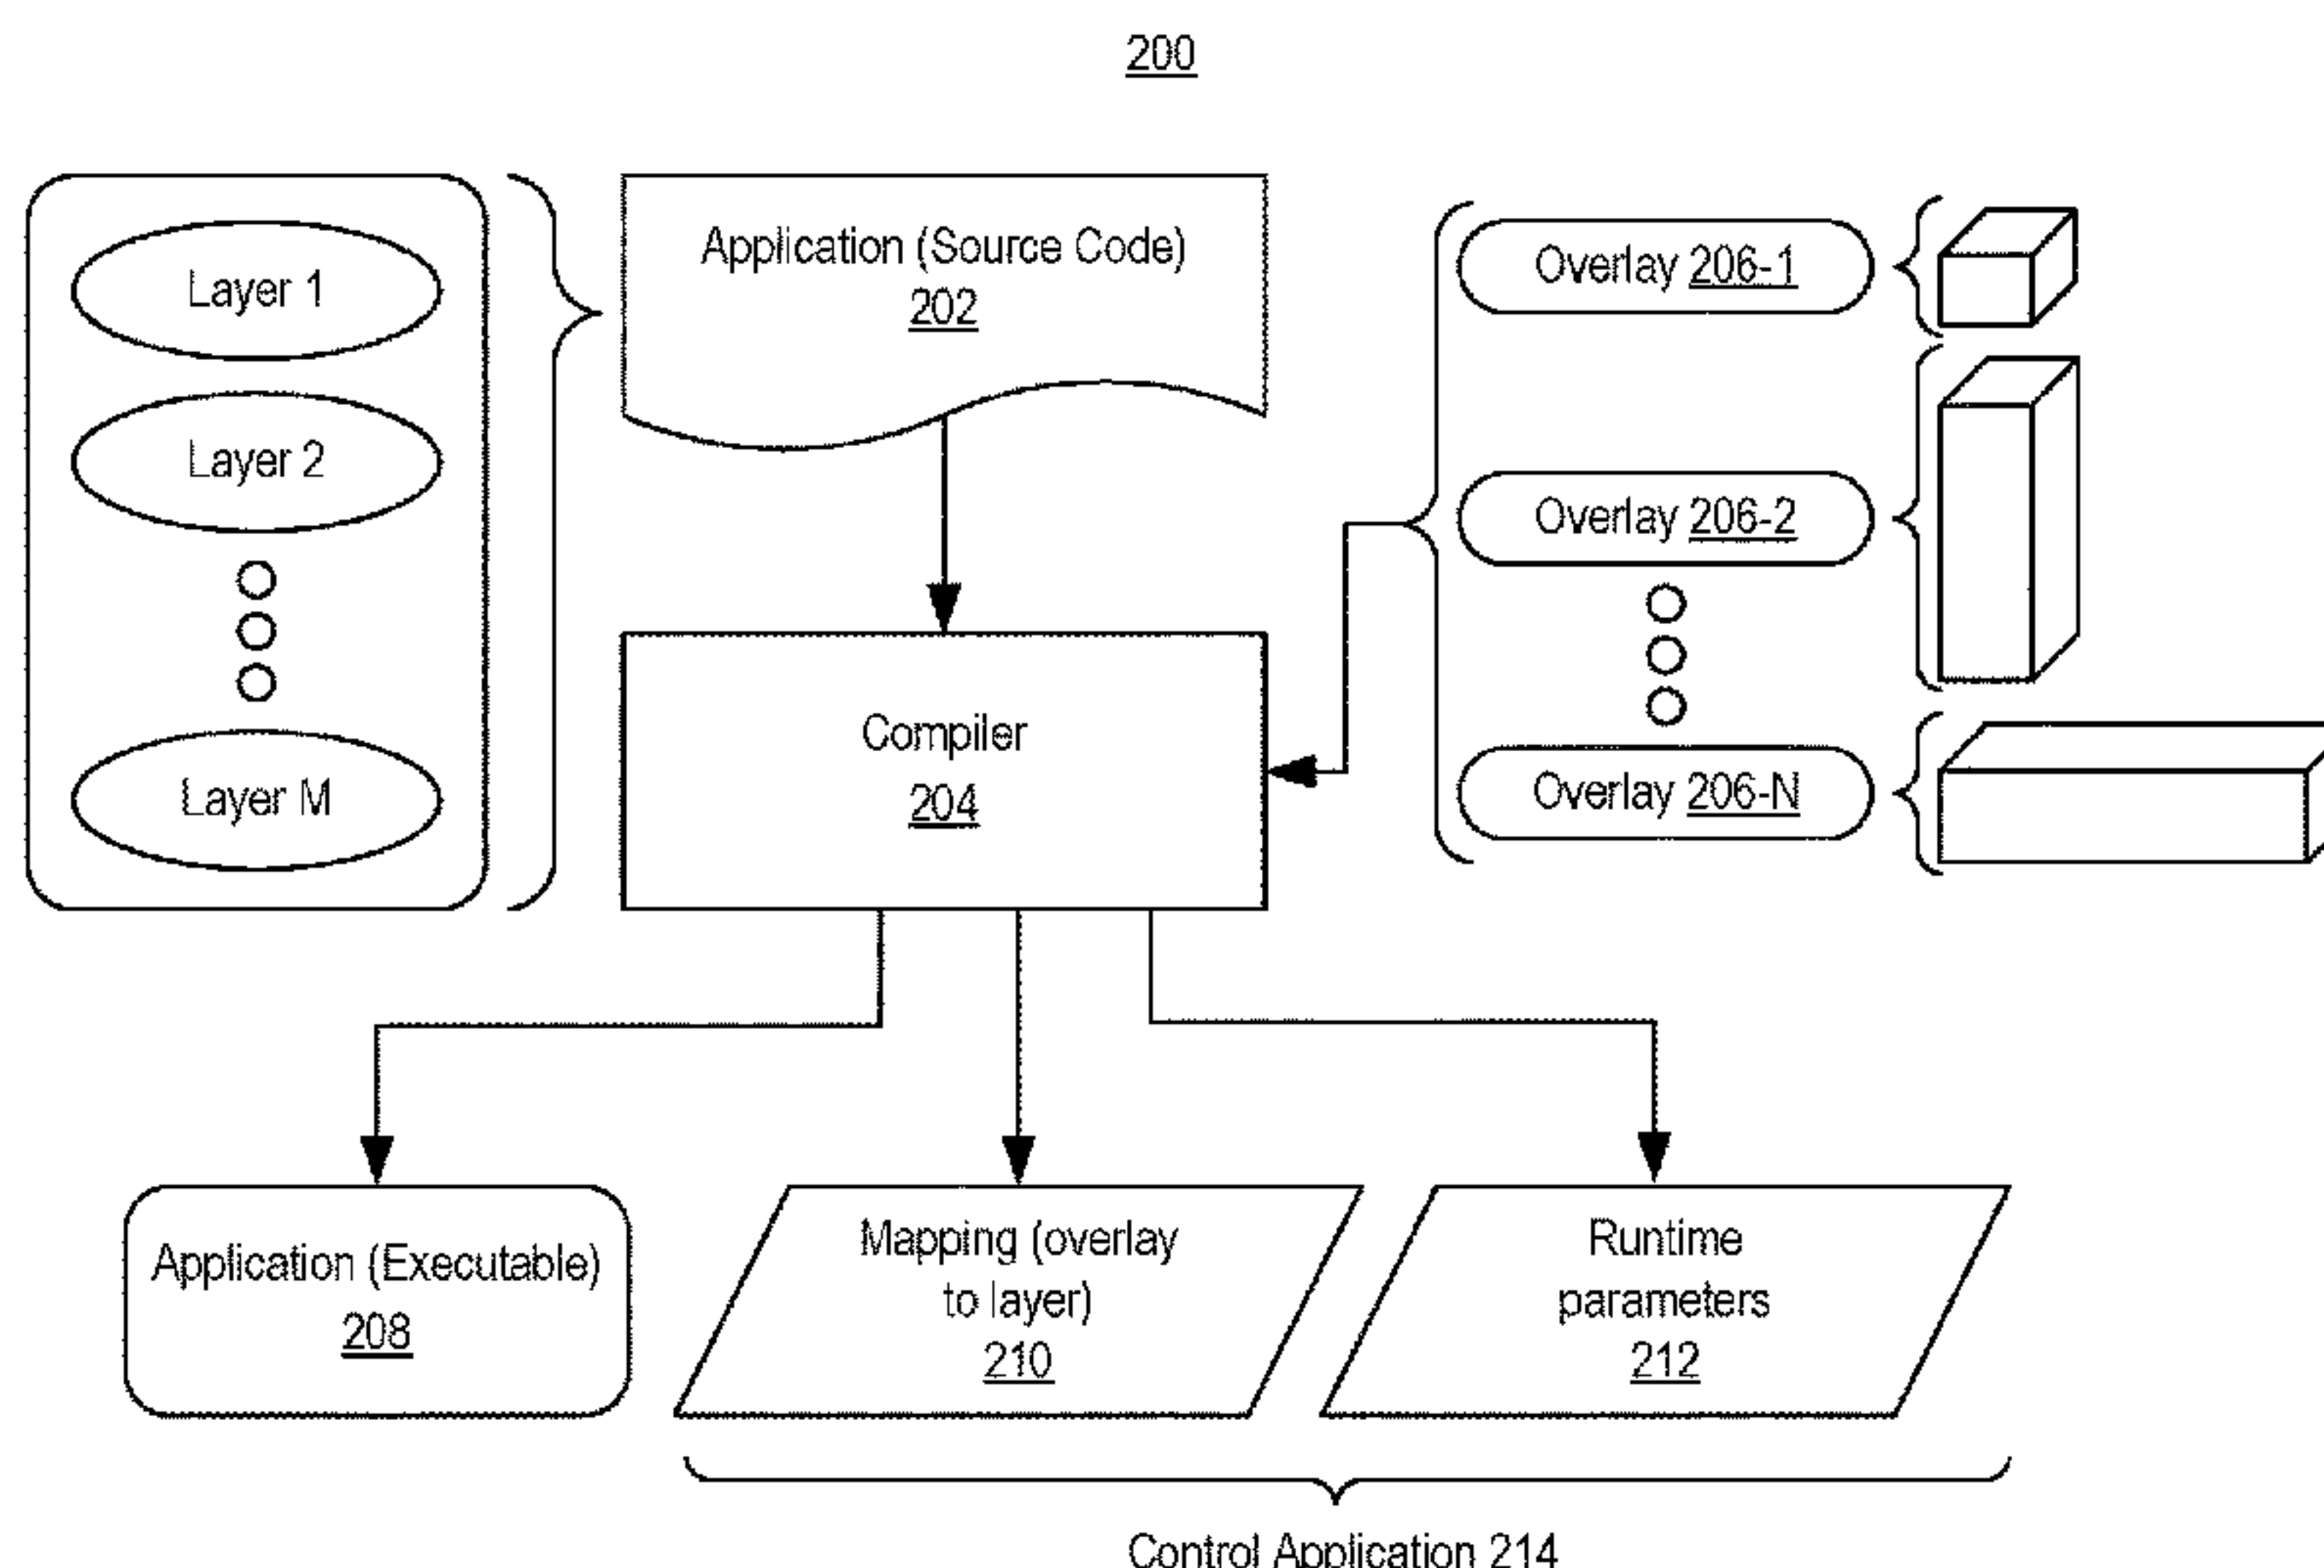 200
Layer 1
Layer 2
Layer M
Application (Source Code)
202
Compiler
204
Overlay 206-1
Overlay 206-2
Overlay 206-N
Application (Executable)
208
Mapping (overlay
to layer)
210
Runtime
parameters
212
Control Application 214